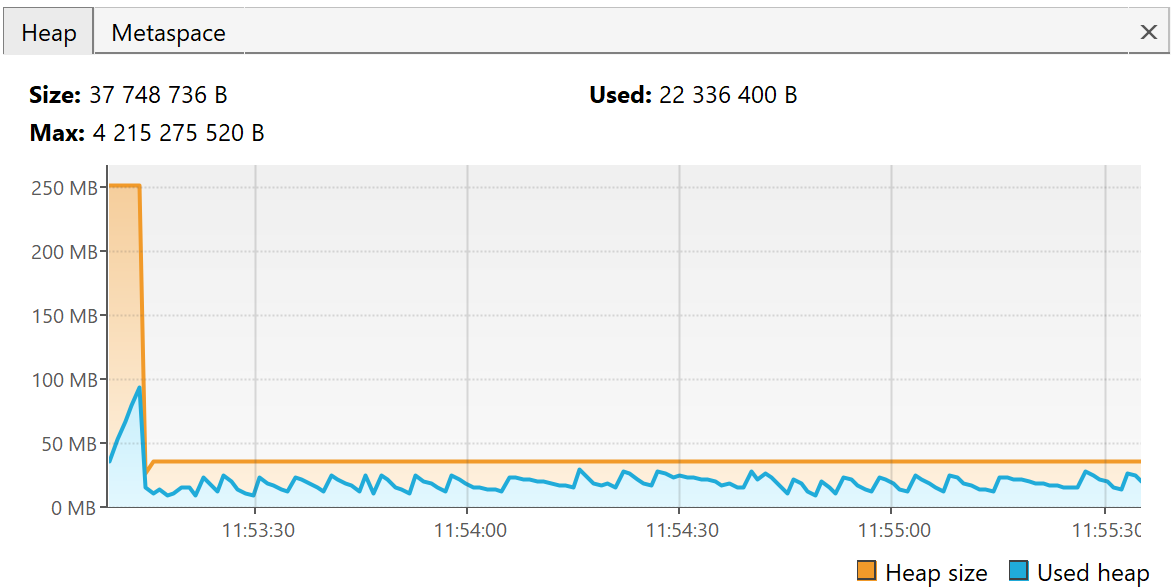 Heap Metaspace
Size: 37 748 736 B Used: 22 336 400 B
Max: 4 215 275 520 B
250 MB
200 MB
150 MB
100 MB
50 MB
0 MB
11:53:30 11:54:00 11:54:30 11:55:00 11:55:30
Heap size Used heap